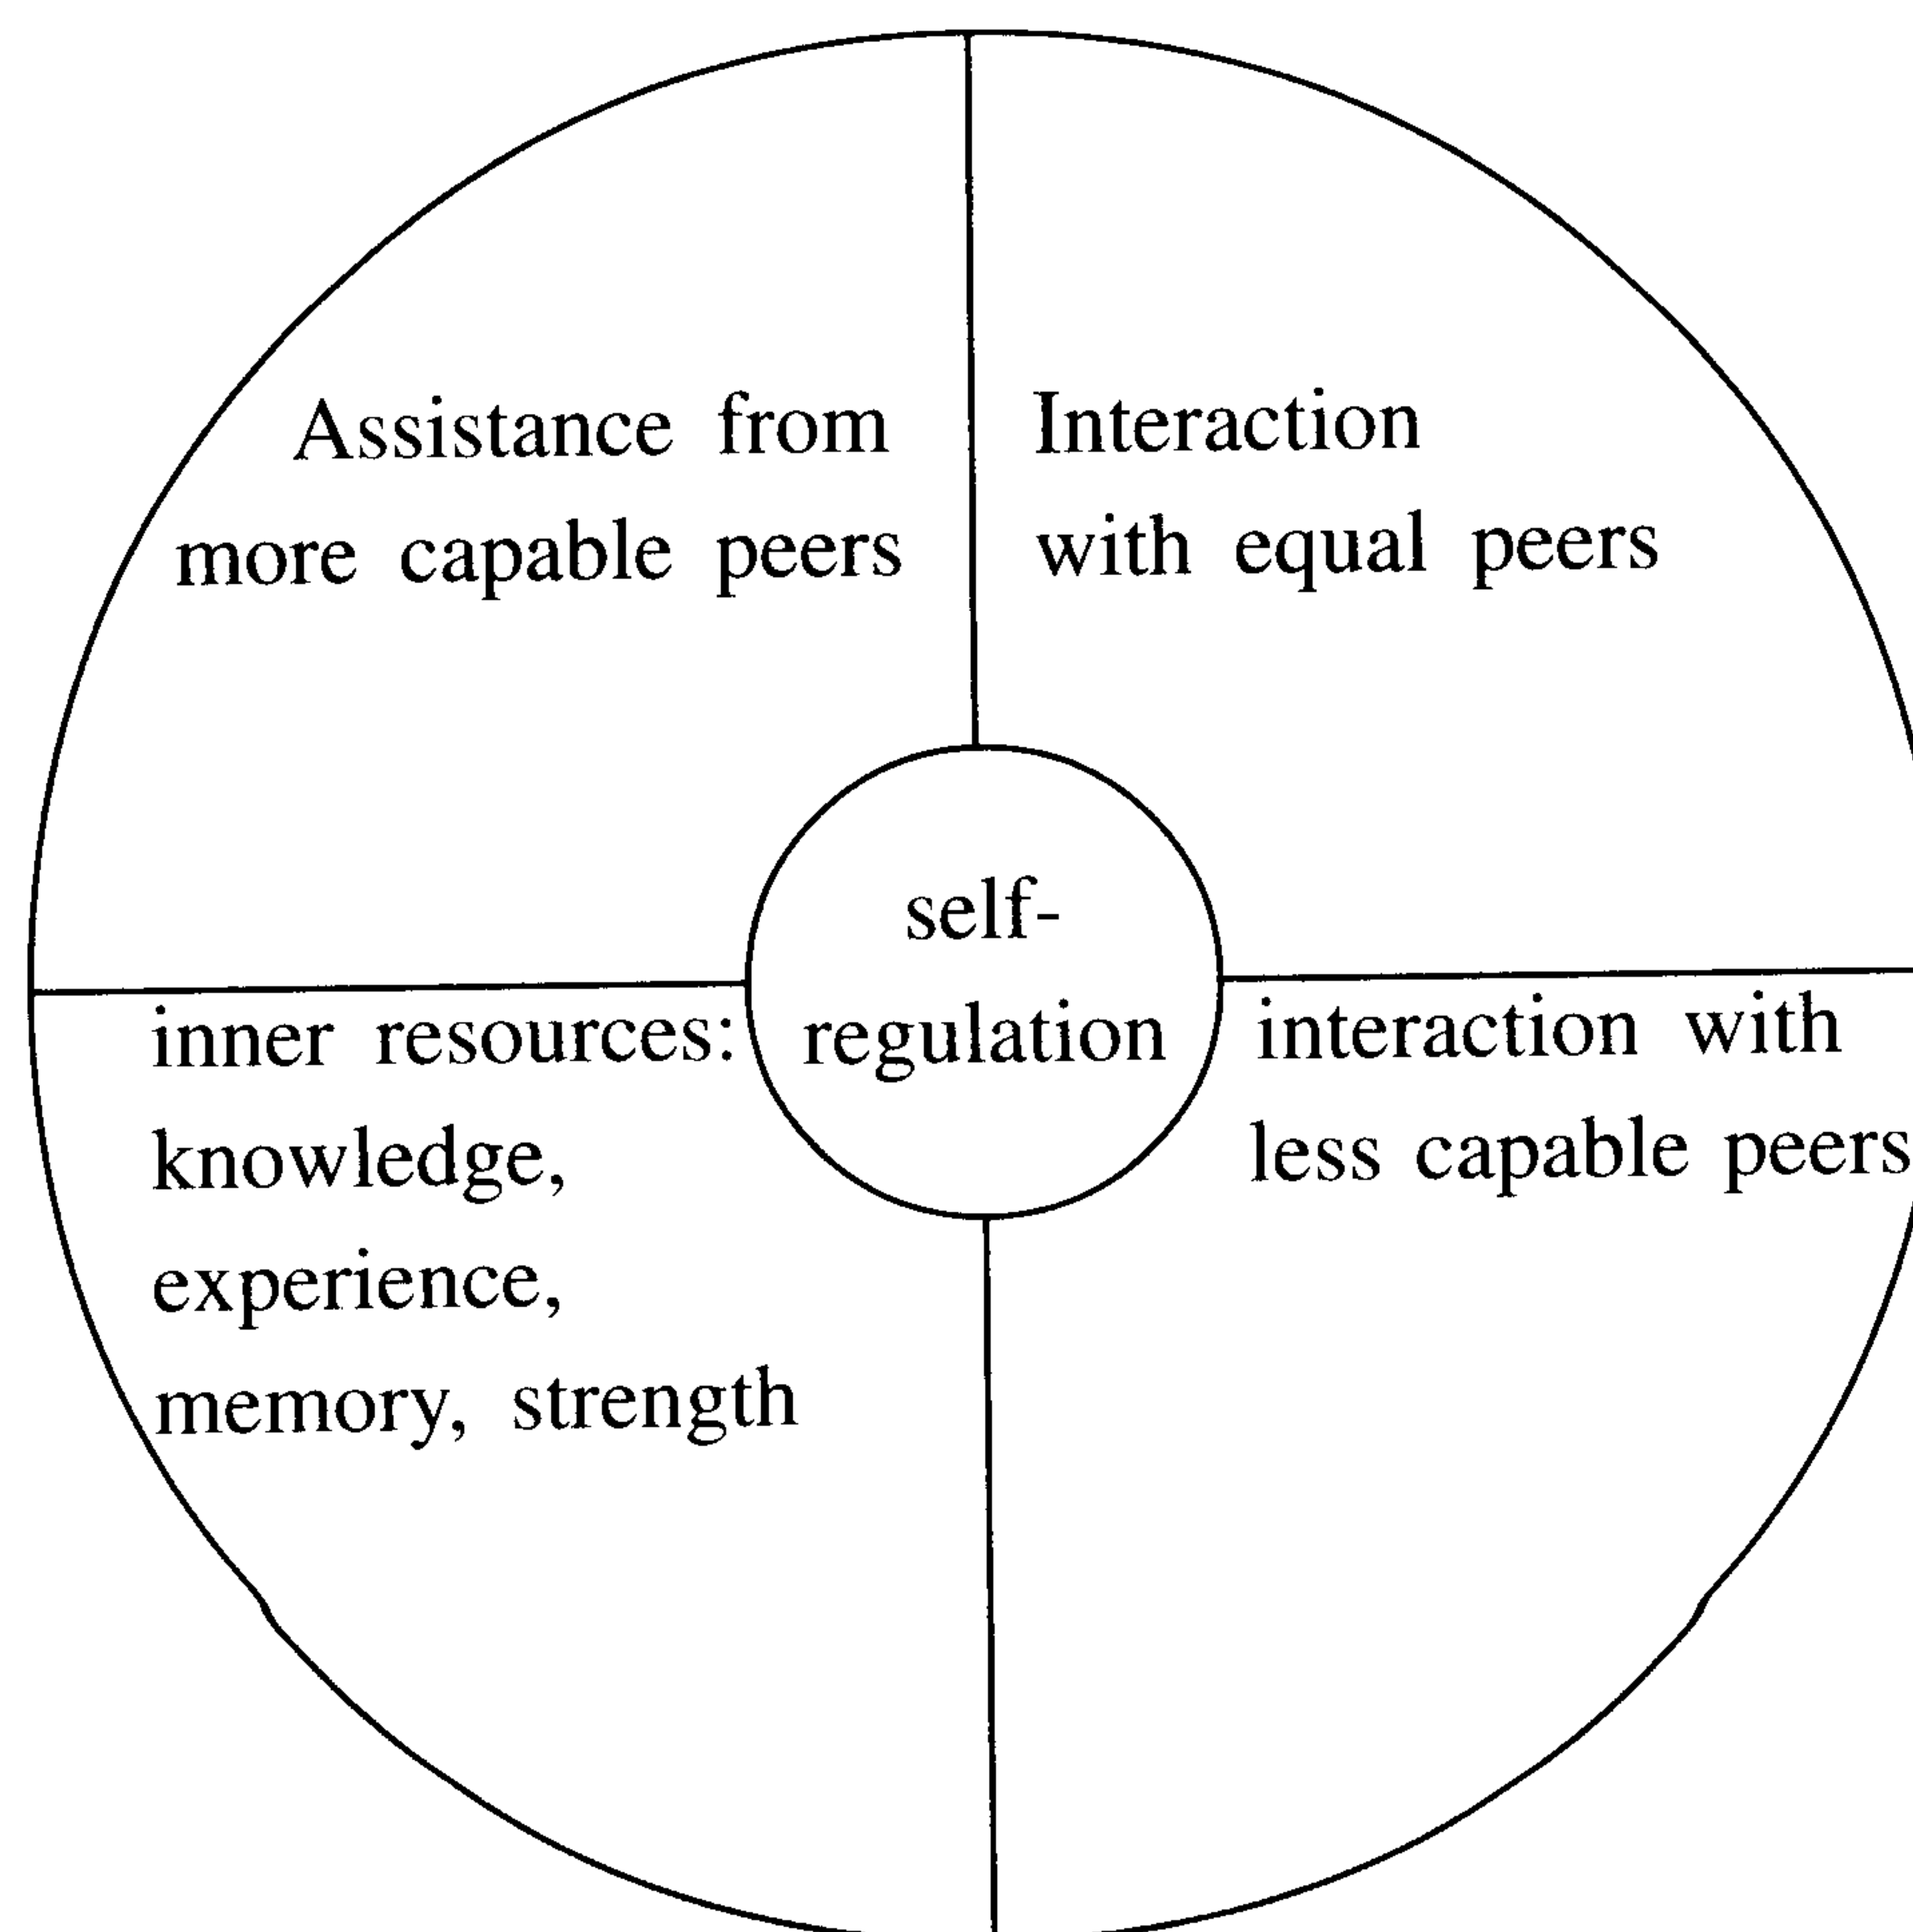 Assistance from
more capable peers
Interaction
with equal peers
self-
regulation
inner resources:
knowledge,
experience,
memory, strength
interaction with
less capable peers